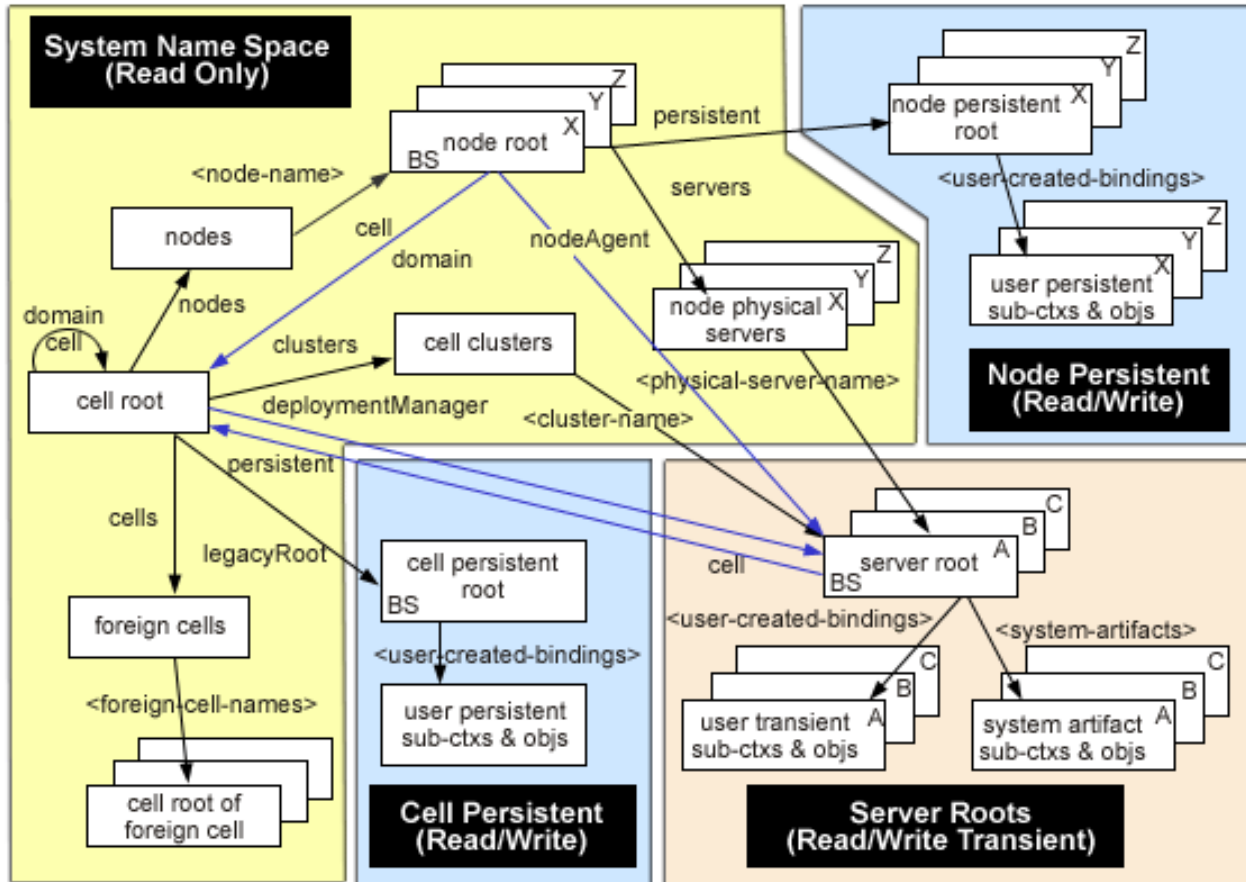 System Name Space
(Read Only)
Z
Y
X
node root
BS
persistent
Z
Y
X
node persistent
root
<node-name>
servers
<user-created-bindings>
nodes
cell
domain
nodeAgent
Z
Y
X
node physical
servers
Z
Y
X
user persistent
sub-ctxs & objs
nodes
domain
cell
clusters
cell clusters
cell root
deploymentManager
<physical-server-name>
<cluster-name>
Node Persistent
(Read/Write)
persistent
cells
legacyRoot
cell persistent
root
BS
cell
C
B
A
server root
BS
foreign cells
<user-created-bindings>
<user-created-bindings>
<system-artifacts>
<foreign-cell-names>
user persistent
sub-ctxs & objs
C
B
A
user transient
sub-ctxs & objs
C
B
A
system artifact
sub-ctxs & objs
cell root of
foreign cell
Cell Persistent
(Read/Write)
Server Roots
(Read/Write Transient)